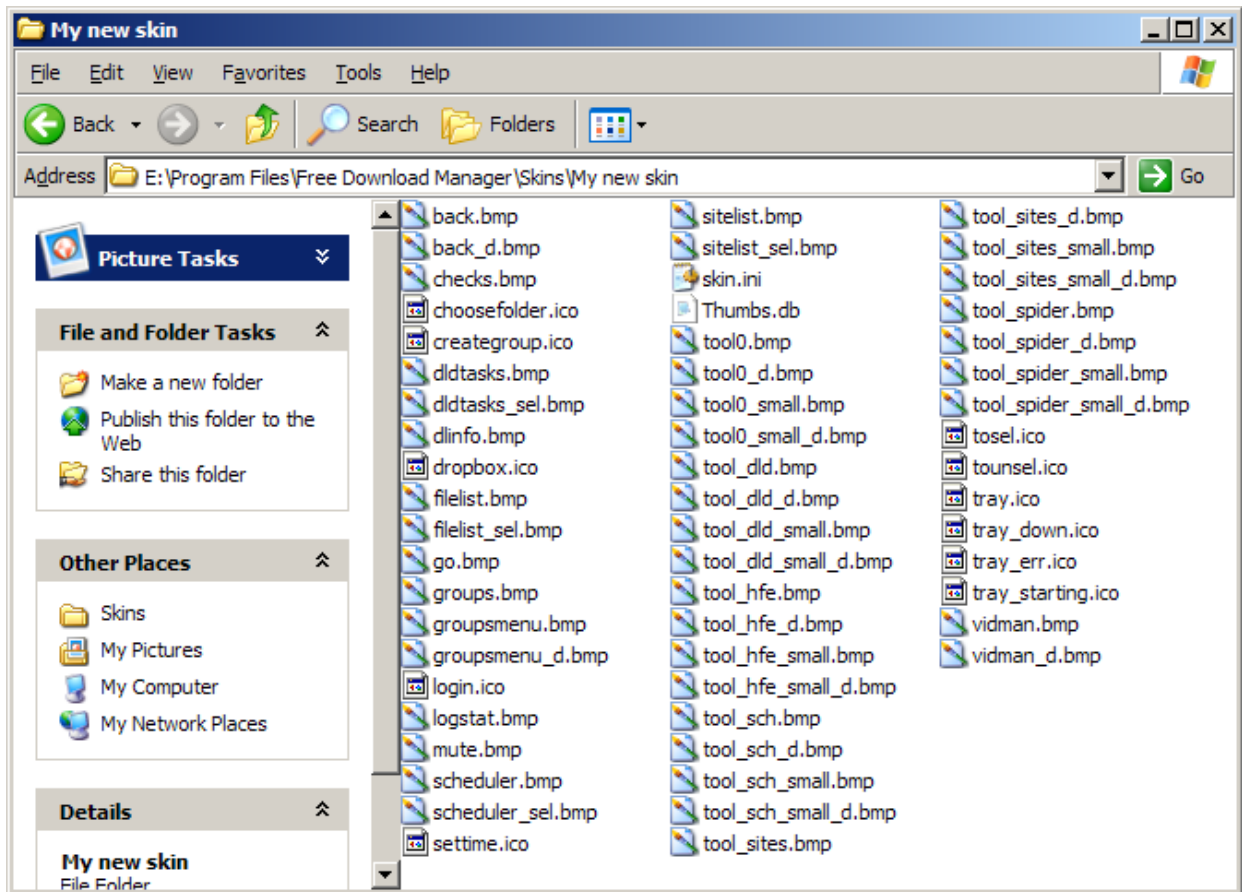 My new skin
File Edit View Favorites Tools Help
Back Search Folders
Address E:\Program Files\Free Download Manager\Skins\My new skin Go
Picture Tasks
File and Folder Tasks
Make a new folder
Publish this folder to the
Web
Share this folder
Other Places
Skins
My Pictures
My Computer
My Network Places
Details
My new skin
File Folder
back.bmp
back_d.bmp
checks.bmp
choosefolder.ico
creategroup.ico
dldtasks.bmp
dldtasks_sel.bmp
dlinfo.bmp
dropbox.ico
filelist.bmp
filelist_sel.bmp
go.bmp
groups.bmp
groupsmenu.bmp
groupsmenu_d.bmp
login.ico
logstat.bmp
mute.bmp
scheduler.bmp
scheduler_sel.bmp
settime.ico
sitelist.bmp
sitelist_sel.bmp
skin.ini
Thumbs.db
tool0.bmp
tool0_d.bmp
tool0_small.bmp
tool0_small_d.bmp
tool_dld.bmp
tool_dld_d.bmp
tool_dld_small.bmp
tool_dld_small_d.bmp
tool_hfe.bmp
tool_hfe_d.bmp
tool_hfe_small.bmp
tool_hfe_small_d.bmp
tool_sch.bmp
tool_sch_d.bmp
tool_sch_small.bmp
tool_sch_small_d.bmp
tool_sites.bmp
tool_sites_d.bmp
tool_sites_small.bmp
tool_sites_small_d.bmp
tool_spider.bmp
tool_spider_d.bmp
tool_spider_small.bmp
tool_spider_small_d.bmp
tosel.ico
tounsel.ico
tray.ico
tray_down.ico
tray_err.ico
tray_starting.ico
vidman.bmp
vidman_d.bmp